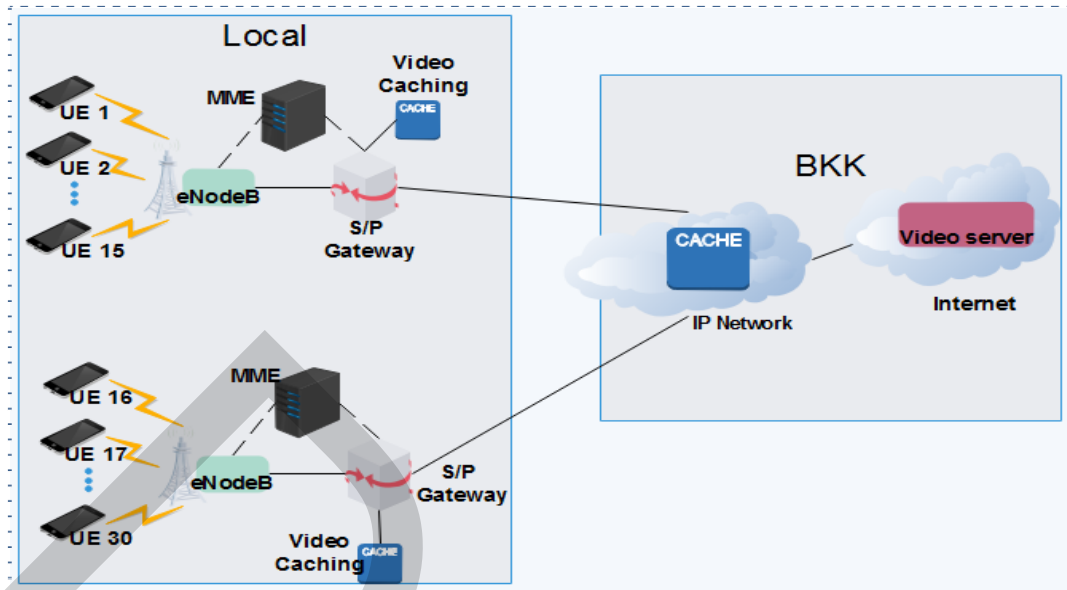 Local
Video
Caching
CACHE
MME
UE 1
UE 2
eNodeB
UE 15
S/P
Gateway
BKK
CACHE
Video server
IP Network
Internet
MME
UE 16
UE 17
eNodeB
S/P
Gateway
UE 30
Video
Caching
CACHE